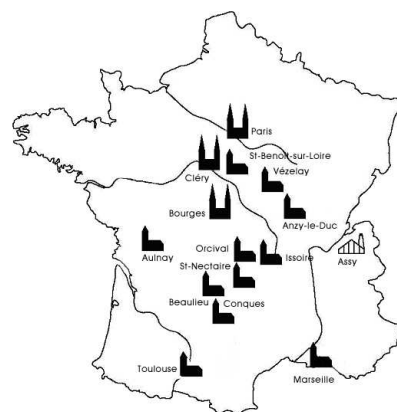 Paris
St-Benoit-sur-Loire
Cléry
Vézelay
Bourges
Anzy-le-Duc
Aulnay
Orcival
Issoire
Assy
St-Nectaire
Beaulieu
Conques
Toulouse
Marseille